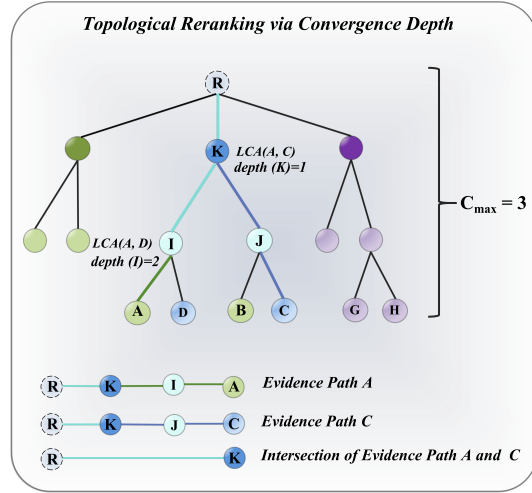 Topological Reranking via Convergence Depth
R
K
LCA(A, C)
depth (K)=1
C_max = 3
LCA(A, D)
depth (I)=2
I
J
A
D
B
C
G
H
R K I A Evidence Path A
R K J C Evidence Path C
R K Intersection of Evidence Path A and C